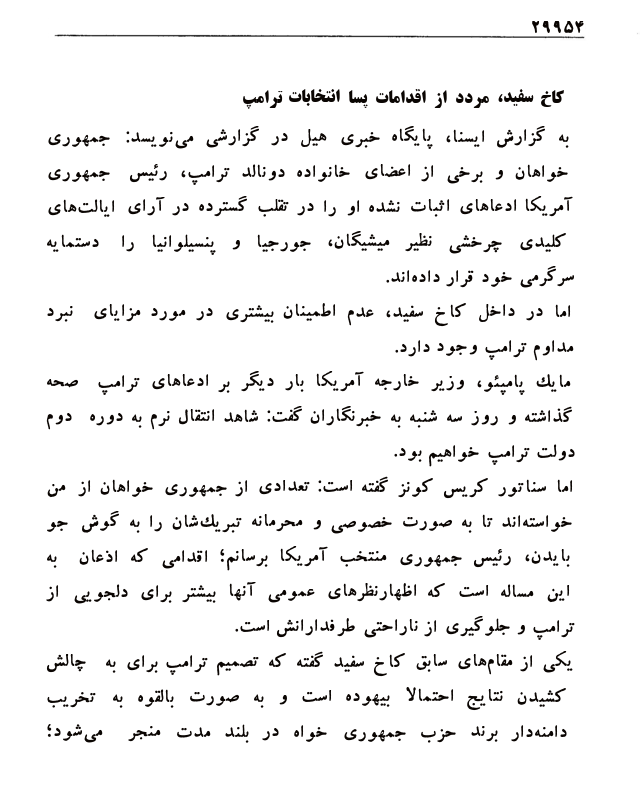 ۲۹۹۵۴
کاخ سفید، مردد از اقدامات پسا انتخابات ترامپ
به گزارش ایسنا، پایگاه خبری هیل در گزارشی می‌نویسد: جمهوری
خواهان و برخی از اعضای خانواده دونالد ترامپ، رئیس جمهوری
آمریکا ادعاهای اثبات نشده او را در تقلب گسترده در آرای ایالت‌های
کلیدی چرخشی نظیر میشیگان، جورجیا و پنسیلوانیا را دستمایه
سرگرمی خود قرار داده‌اند.
اما در داخل کاخ سفید، عدم اطمینان بیشتری در مورد مزایای نبرد
مداوم ترامپ وجود دارد.
مایک پامپئو، وزیر خارجه آمریکا بار دیگر بر ادعاهای ترامپ صحه
گذاشته و روز سه شنبه به خبرنگاران گفت: شاهد انتقال نرم به دوره دوم
دولت ترامپ خواهیم بود.
اما سناتور کریس کونز گفته است: تعدادی از جمهوری خواهان از من
خواسته‌اند تا به صورت خصوصی و محرمانه تبریک‌شان را به گوش جو
بایدن، رئیس جمهوری منتخب آمریکا برسانم؛ اقدامی که اذعان به
این مساله است که اظهارنظرهای عمومی آنها بیشتر برای دلجویی از
ترامپ و جلوگیری از ناراحتی طرفدارانش است.
یکی از مقام‌های سابق کاخ سفید گفته که تصمیم ترامپ برای به چالش
کشیدن نتایج احتمالا بیهوده است و به صورت بالقوه به تخریب
دامنه‌دار برند حزب جمهوری خواه در بلند مدت منجر می‌شود؛